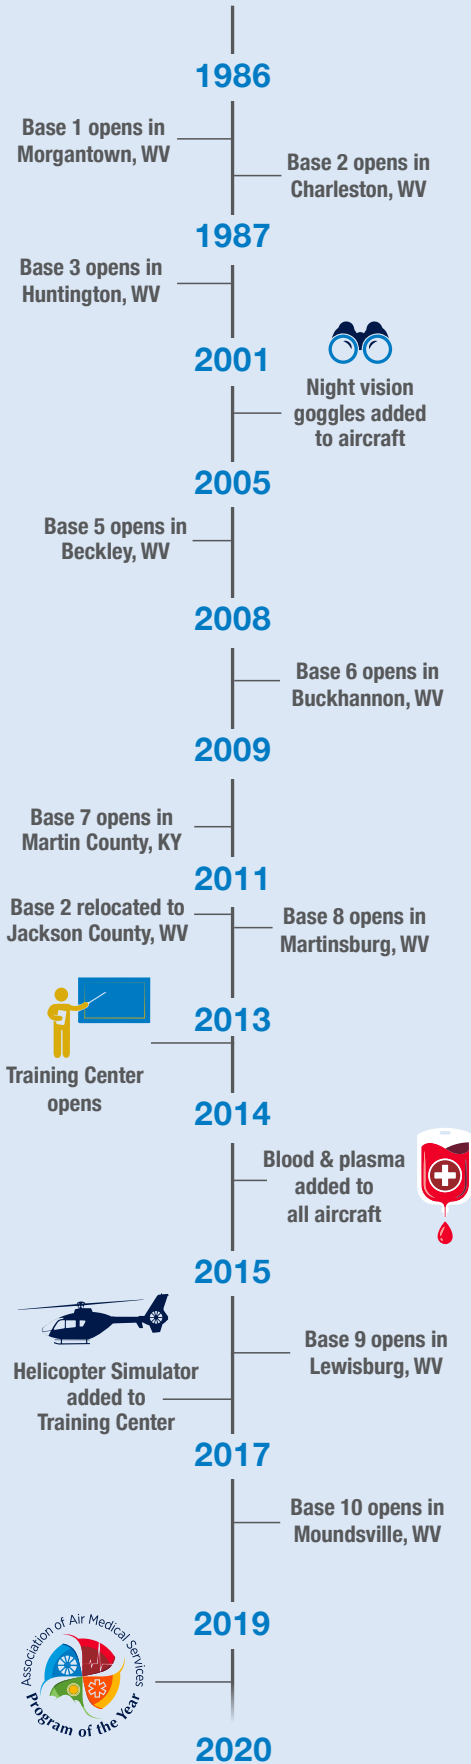 1986
Base 1 opens in
Morgantown, WV
Base 2 opens in
Charleston, WV
1987
Base 3 opens in
Huntington, WV
2001
Night vision
goggles added
to aircraft
2005
Base 5 opens in
Beckley, WV
2008
Base 6 opens in
Buckhannon, WV
2009
Base 7 opens in
Martin County, KY
2011
Base 2 relocated to
Jackson County, WV
Base 8 opens in
Martinsburg, WV
2013
Training Center
opens
2014
Blood & plasma
added to
all aircraft
2015
Base 9 opens in
Lewisburg, WV
Helicopter Simulator
added to
Training Center
2017
Base 10 opens in
Moundsville, WV
2019
Association of Air Medical Services
Program of the Year
2020